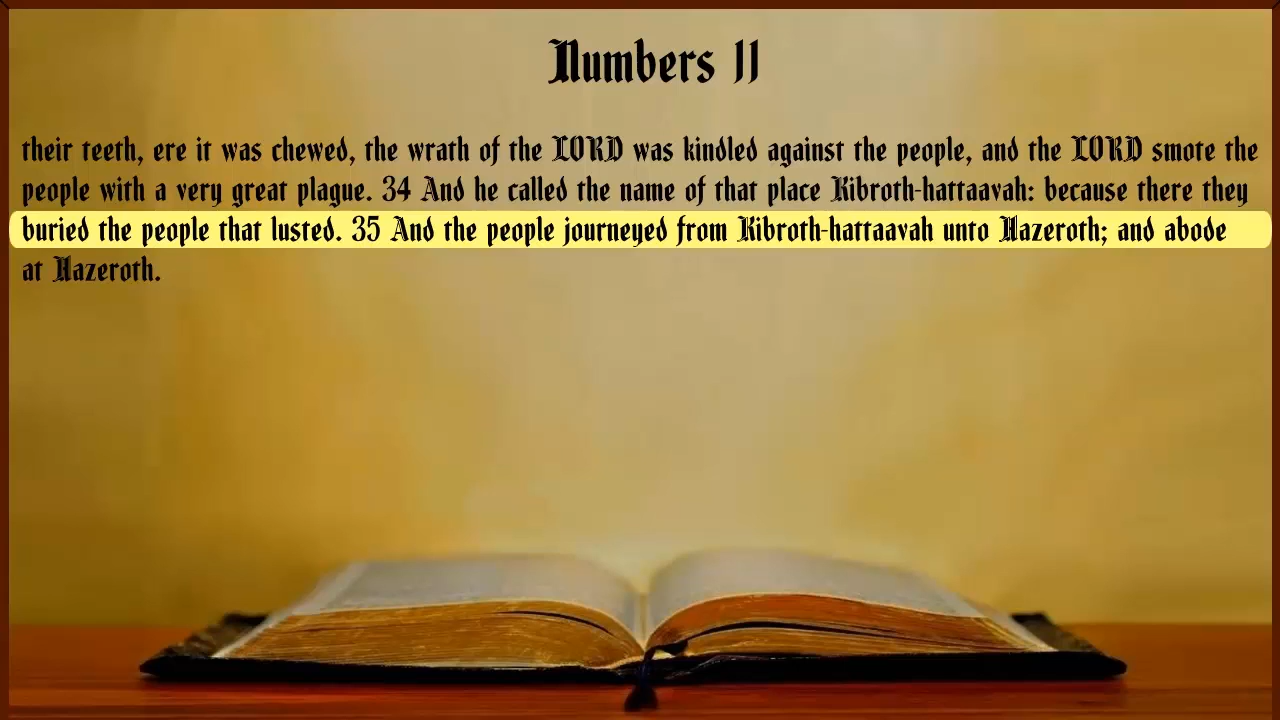 Numbers 11
their teeth, ere it was chewed, the wrath of the LORD was kindled against the people, and the LORD smote the
people with a very great plague. 34 And he called the name of that place Kibroth-hattaavah: because there they
buried the people that lusted. 35 And the people journeyed from Kibroth-hattaavah unto Hazeroth; and abode
at Hazeroth.